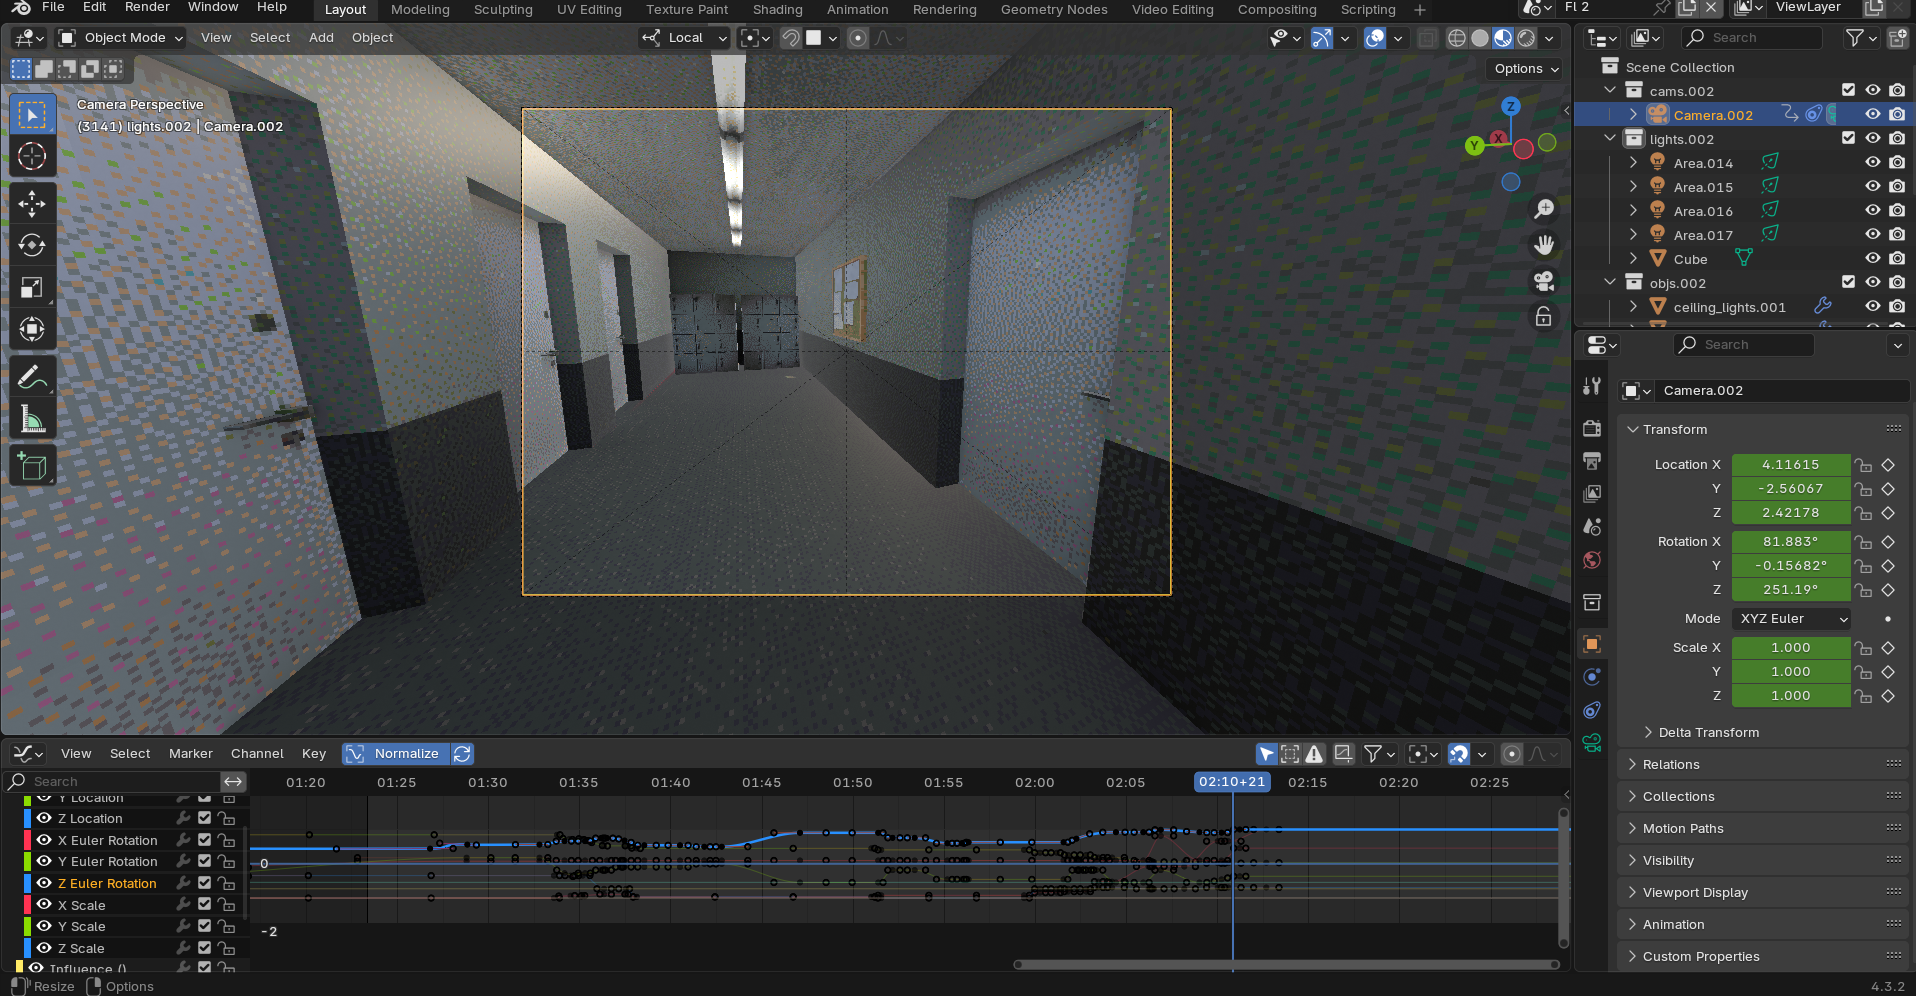 File Edit Render Window Help Layout Modeling Sculpting UV Editing Texture Paint Shading Animation Rendering Geometry Nodes Video Editing Compositing Scripting + Fl 2 ViewLayer
Object Mode View Select Add Object Local Search
Options
Camera Perspective
(3141) lights.002 | Camera.002
Z
X
Y
Scene Collection
cams.002
Camera.002
lights.002
Area.014
Area.015
Area.016
Area.017
Cube
objs.002
ceiling_lights.001
Search
Camera.002
Transform
Location X 4.11615
Y -2.56067
Z 2.42178
Rotation X 81.883°
Y -0.15682°
Z 251.19°
Mode XYZ Euler
Scale X 1.000
Y 1.000
Z 1.000
Delta Transform
Relations
Collections
Motion Paths
Visibility
Viewport Display
Animation
Custom Properties
View Select Marker Channel Key Normalize
Search
01:20 01:25 01:30 01:35 01:40 01:45 01:50 01:55 02:00 02:05 02:10+21 02:15 02:20 02:25
Y Location
Z Location
X Euler Rotation
Y Euler Rotation
Z Euler Rotation
X Scale
Y Scale
Z Scale
Influence ()
0
-2
Resize Options 4.3.2